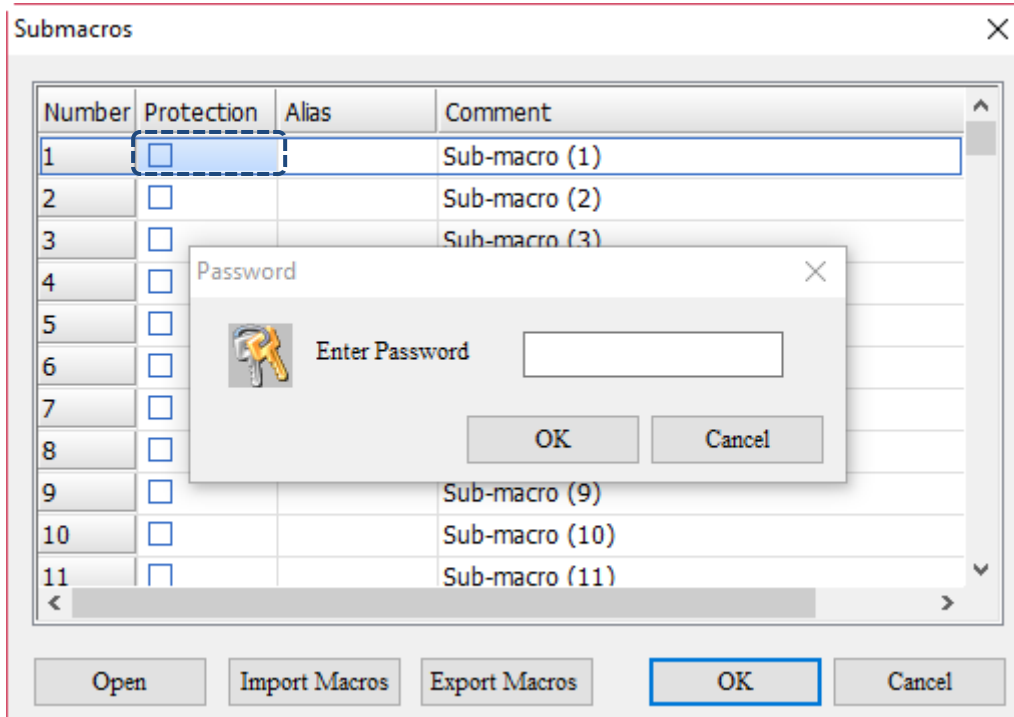 Submacros
Number Protection Alias Comment
1 Sub-macro (1)
2 Sub-macro (2)
3 Sub-macro (3)
4
5
6
7
8
9 Sub-macro (9)
10 Sub-macro (10)
11 Sub-macro (11)
Password
Enter Password
OK Cancel
Open Import Macros Export Macros OK Cancel